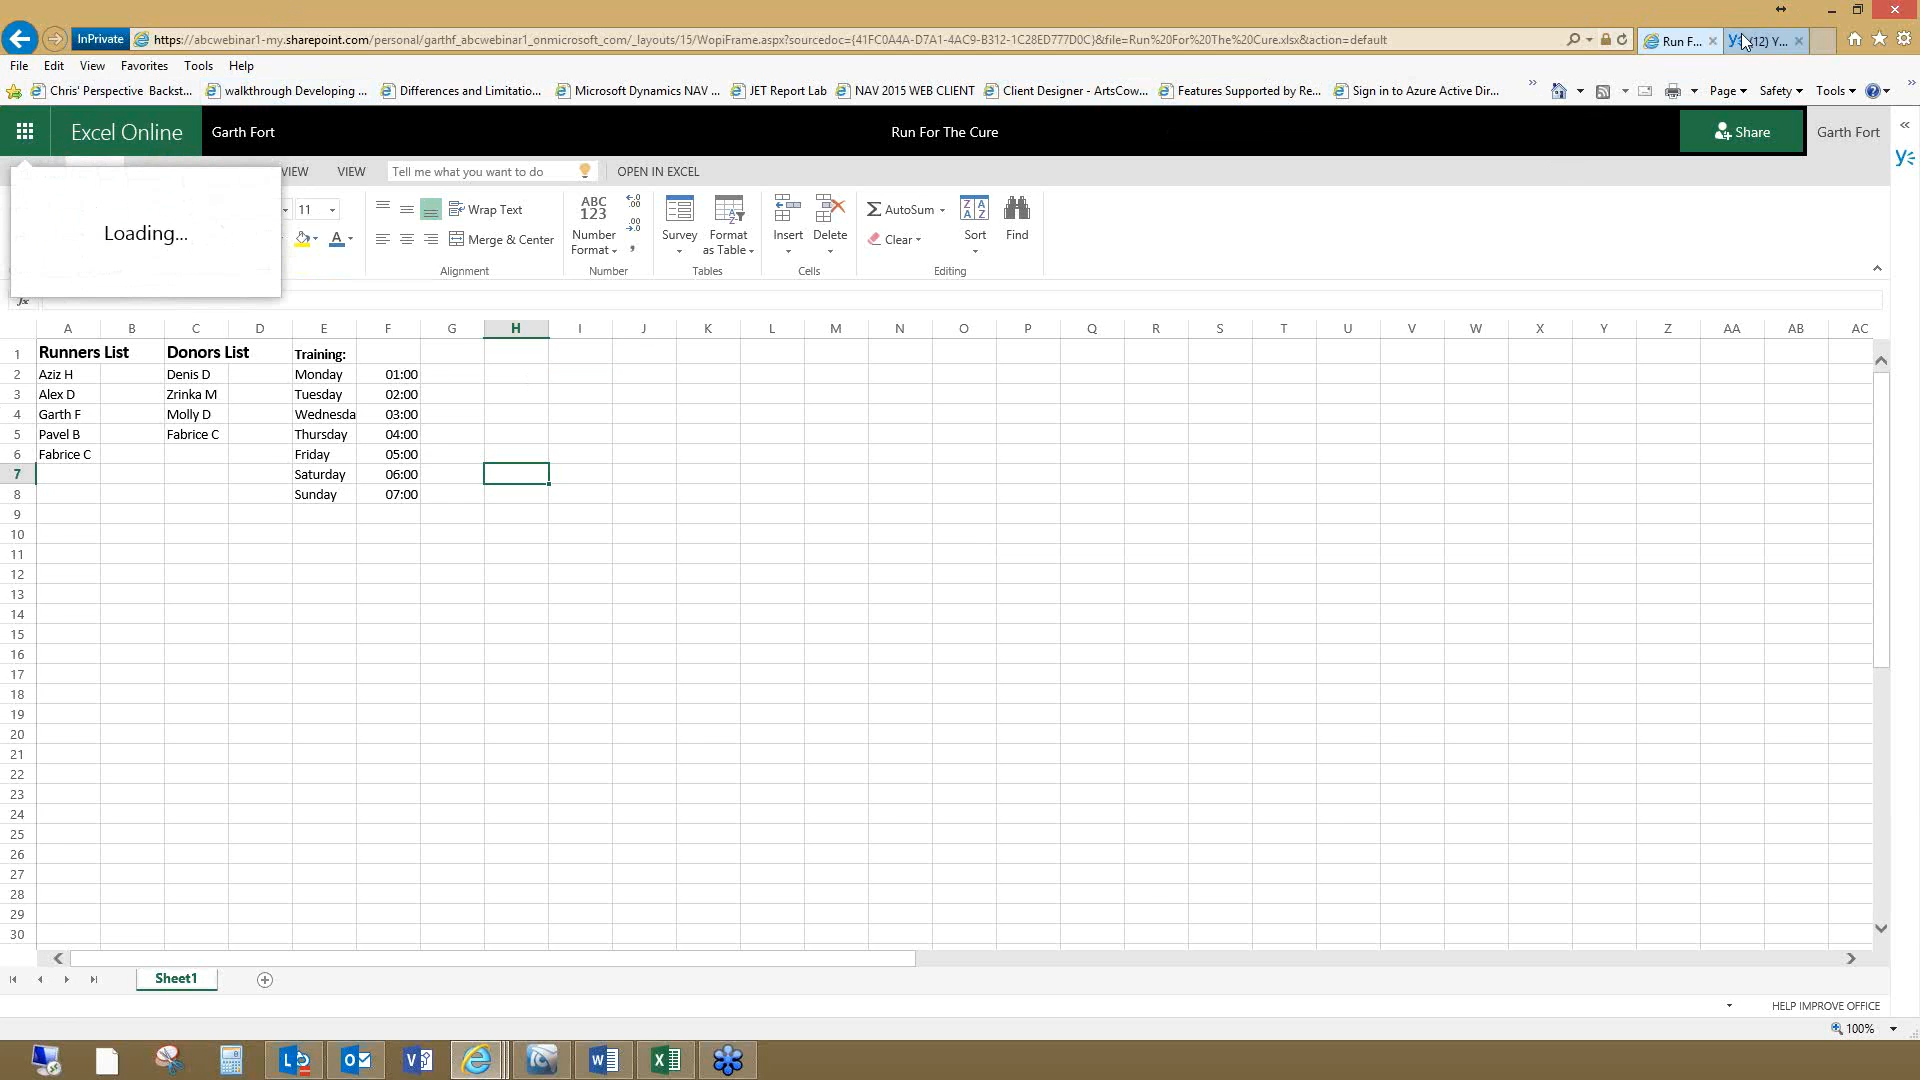 InPrivate https://abcwebinar1-my.sharepoint.com/personal/garthf_abcwebinar1_onmicrosoft_com/_layouts/15/WopiFrame.aspx?sourcedoc={41FC0A4A-D7A1-4AC9-B312-1C28ED777D0C}&file=Run%20For%20The%20Cure.xlsx&action=default Run F... (12) Y...
File Edit View Favorites Tools Help
Chris' Perspective Backst... walkthrough Developing ... Differences and Limitatio... Microsoft Dynamics NAV ... JET Report Lab NAV 2015 WEB CLIENT Client Designer - ArtsCow... Features Supported by Re... Sign in to Azure Active Dir... Page Safety Tools
Excel Online Garth Fort Run For The Cure Share Garth Fort
VIEW Tell me what you want to do OPEN IN EXCEL
Loading...
11 Wrap Text ABC 123 AutoSum
Merge & Center Number Format Survey Format as Table Insert Delete Clear Sort Find
Alignment Number Tables Cells Editing
fx
A B C D E F G H I J K L M N O P Q R S T U V W X Y Z AA AB AC
1 Runners List Donors List Training:
2 Aziz H Denis D Monday 01:00
3 Alex D Zrinka M Tuesday 02:00
4 Garth F Molly D Wednesda 03:00
5 Pavel B Fabrice C Thursday 04:00
6 Fabrice C Friday 05:00
7 Saturday 06:00
8 Sunday 07:00
9
10
11
12
13
14
15
16
17
18
19
20
21
22
23
24
25
26
27
28
29
30
Sheet1
HELP IMPROVE OFFICE
100%